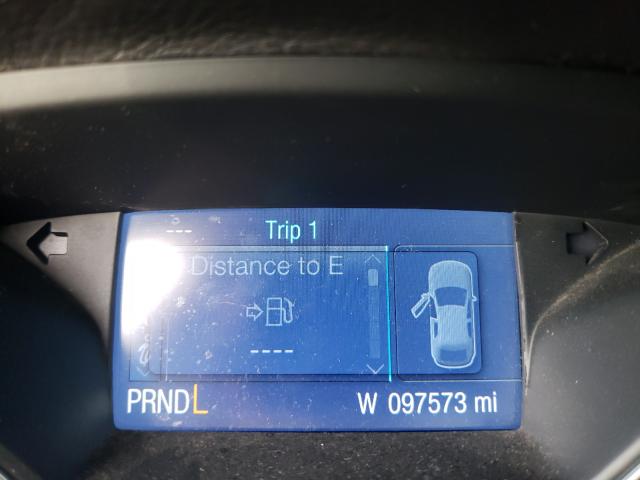 ---
Trip 1
Distance to E
----
PRNDL
W 097573 mi